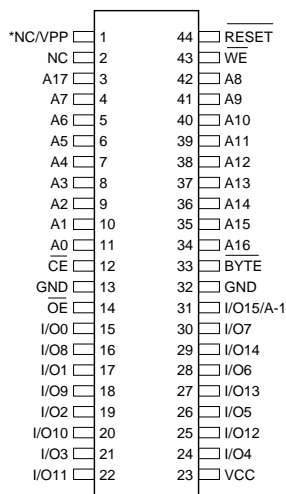 *NC/VPP 1 44 RESET
NC 2 43 WE
A17 3 42 A8
A7 4 41 A9
A6 5 40 A10
A5 6 39 A11
A4 7 38 A12
A3 8 37 A13
A2 9 36 A14
A1 10 35 A15
A0 11 34 A16
CE 12 33 BYTE
GND 13 32 GND
OE 14 31 I/O15/A-1
I/O0 15 30 I/O7
I/O8 16 29 I/O14
I/O1 17 28 I/O6
I/O9 18 27 I/O13
I/O2 19 26 I/O5
I/O10 20 25 I/O12
I/O3 21 24 I/O4
I/O11 22 23 VCC